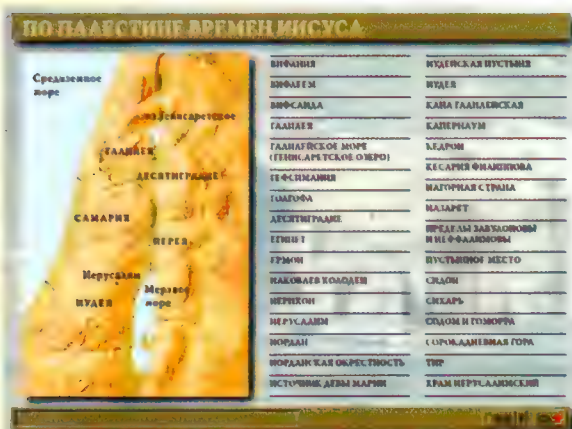 ПО ПАЛЕСТИНЕ ВРЕМЕН ИИСУСА
Средиземное
море
оз. Генисаретское
ГАЛИЛЕЯ
ДЕСЯТИГРАДИЕ
САМАРИЯ
ПЕРЕЯ
Иерусалим
Мертвое
море
ИУДЕЯ
ВИФАНИЯ
ВИФЛЕЕМ
ВИФСАИДА
ГАЛИЛЕЯ
ГАЛИЛЕЙСКОЕ МОРЕ
(ГЕНИСАРЕТСКОЕ ОЗЕРО)
ГЕФСИМАНИЯ
ГОЛГОФА
ДЕСЯТИГРАДИЕ
ЕГИПЕТ
ЕРМОН
ИАКОВЛЕВ КОЛОДЕЦ
ИЕРИХОН
ИЕРУСАЛИМ
ИОРДАН
ИОРДАНСКАЯ ОКРЕСТНОСТЬ
ИСТОЧНИК ДЕВЫ МАРИИ
ИУДЕЙСКАЯ ПУСТЫНЯ
ИУДЕЯ
КАНА ГАЛИЛЕЙСКАЯ
КАПЕРНАУМ
КЕДРОН
КЕСАРИЯ ФИЛИППОВА
НАГОРНАЯ СТРАНА
НАЗАРЕТ
ПРЕДЕЛЫ ЗАВУЛОНОВЫ
И НЕФФАЛИМОВЫ
ПУСТЫННОЕ МЕСТО
СИДОН
СИХАРЬ
СОДОМ И ГОМОРРА
СОРОКАДНЕВНАЯ ГОРА
ТИР
ХРАМ ИЕРУСАЛИМСКИЙ